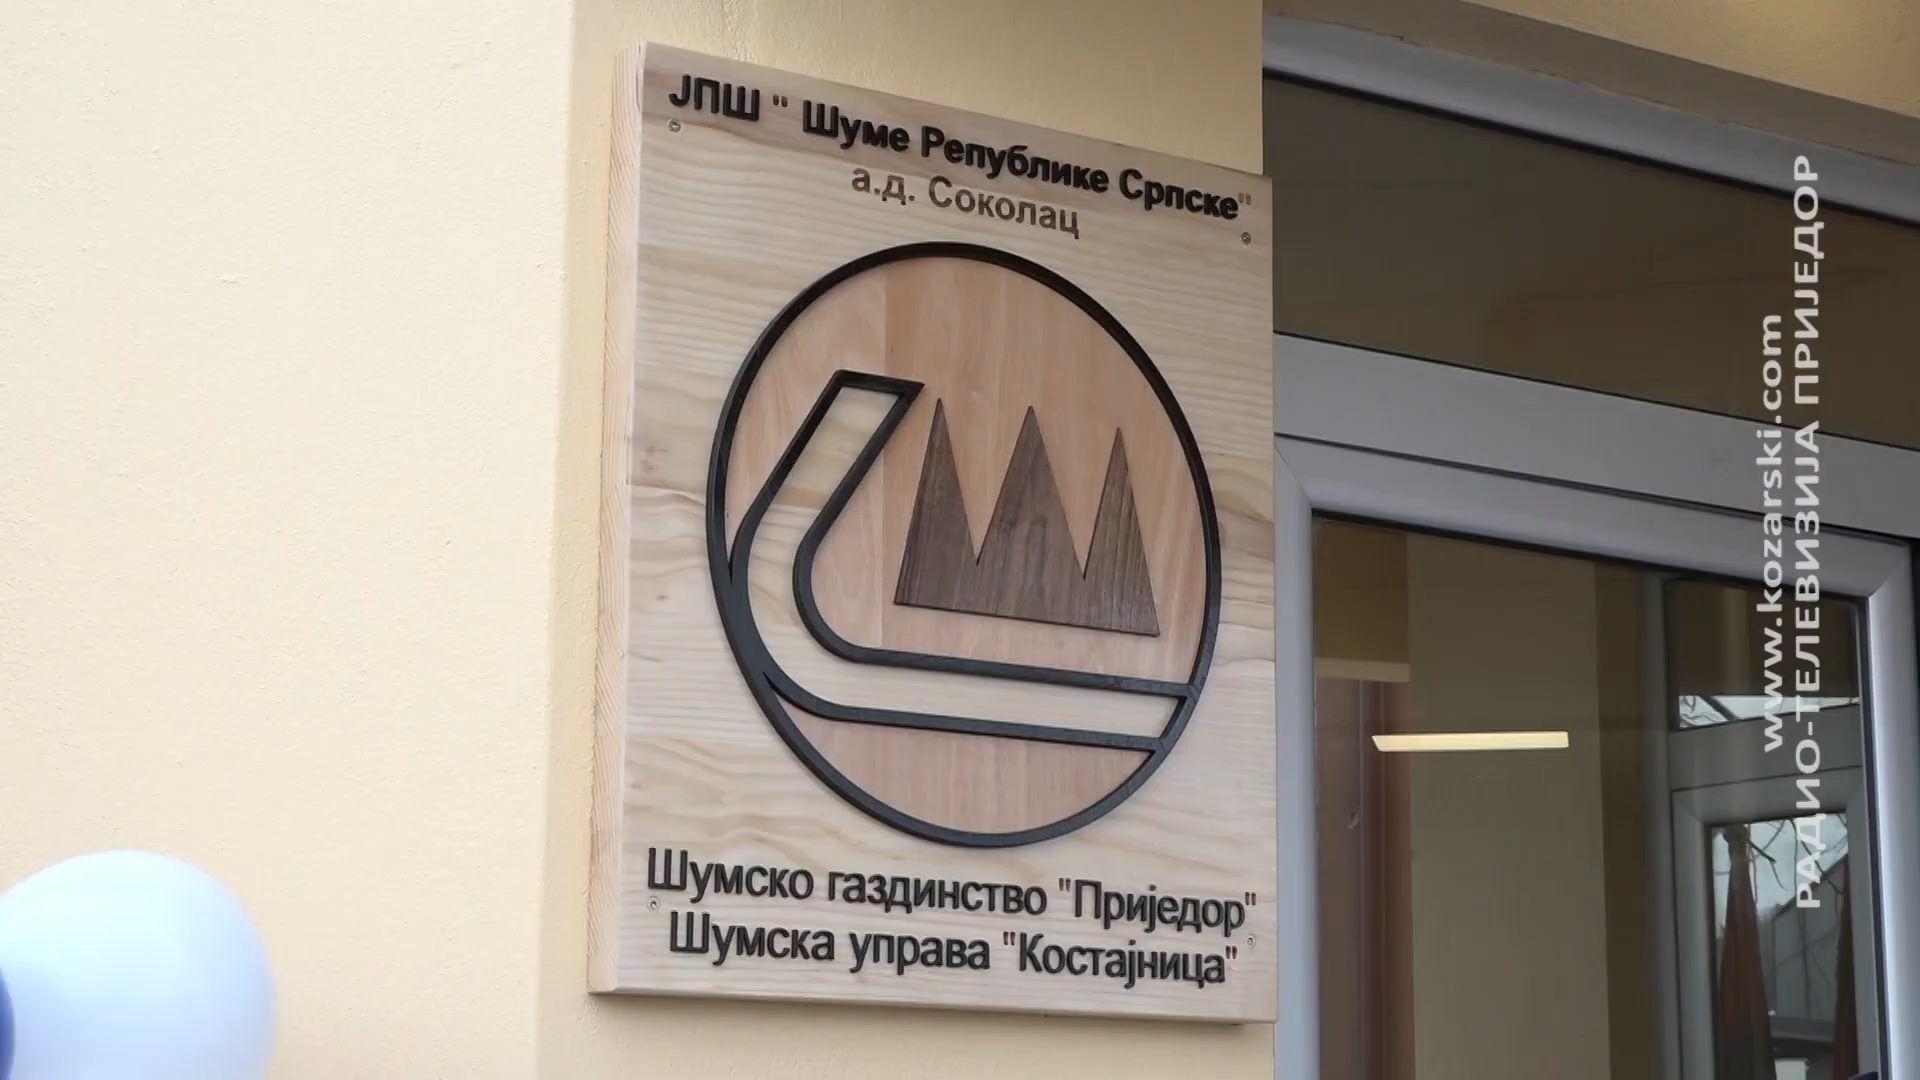 ЈПШ " Шуме Републике Српске"
а.д. Соколац
Шумско газдинство "Приједор"
Шумска управа "Костајница"
www.kozarski.com
РАДИО-ТЕЛЕВИЗИЈА ПРИЈЕДОР